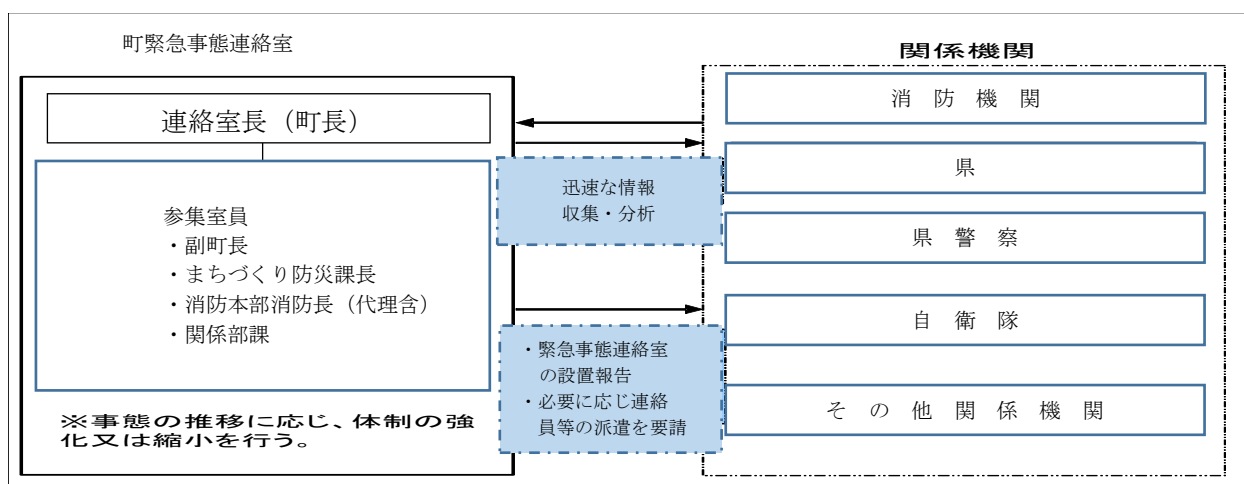 町緊急事態連絡室
連絡室長（町長）
参集室員
・副町長
・まちづくり防災課長
・消防本部消防長（代理含）
・関係部課
※事態の推移に応じ、体制の強
化又は縮小を行う。
迅速な情報
収集・分析
・緊急事態連絡室
の設置報告
・必要に応じ連絡
員等の派遣を要請
関係機関
消防機関
県
県警察
自衛隊
その他関係機関